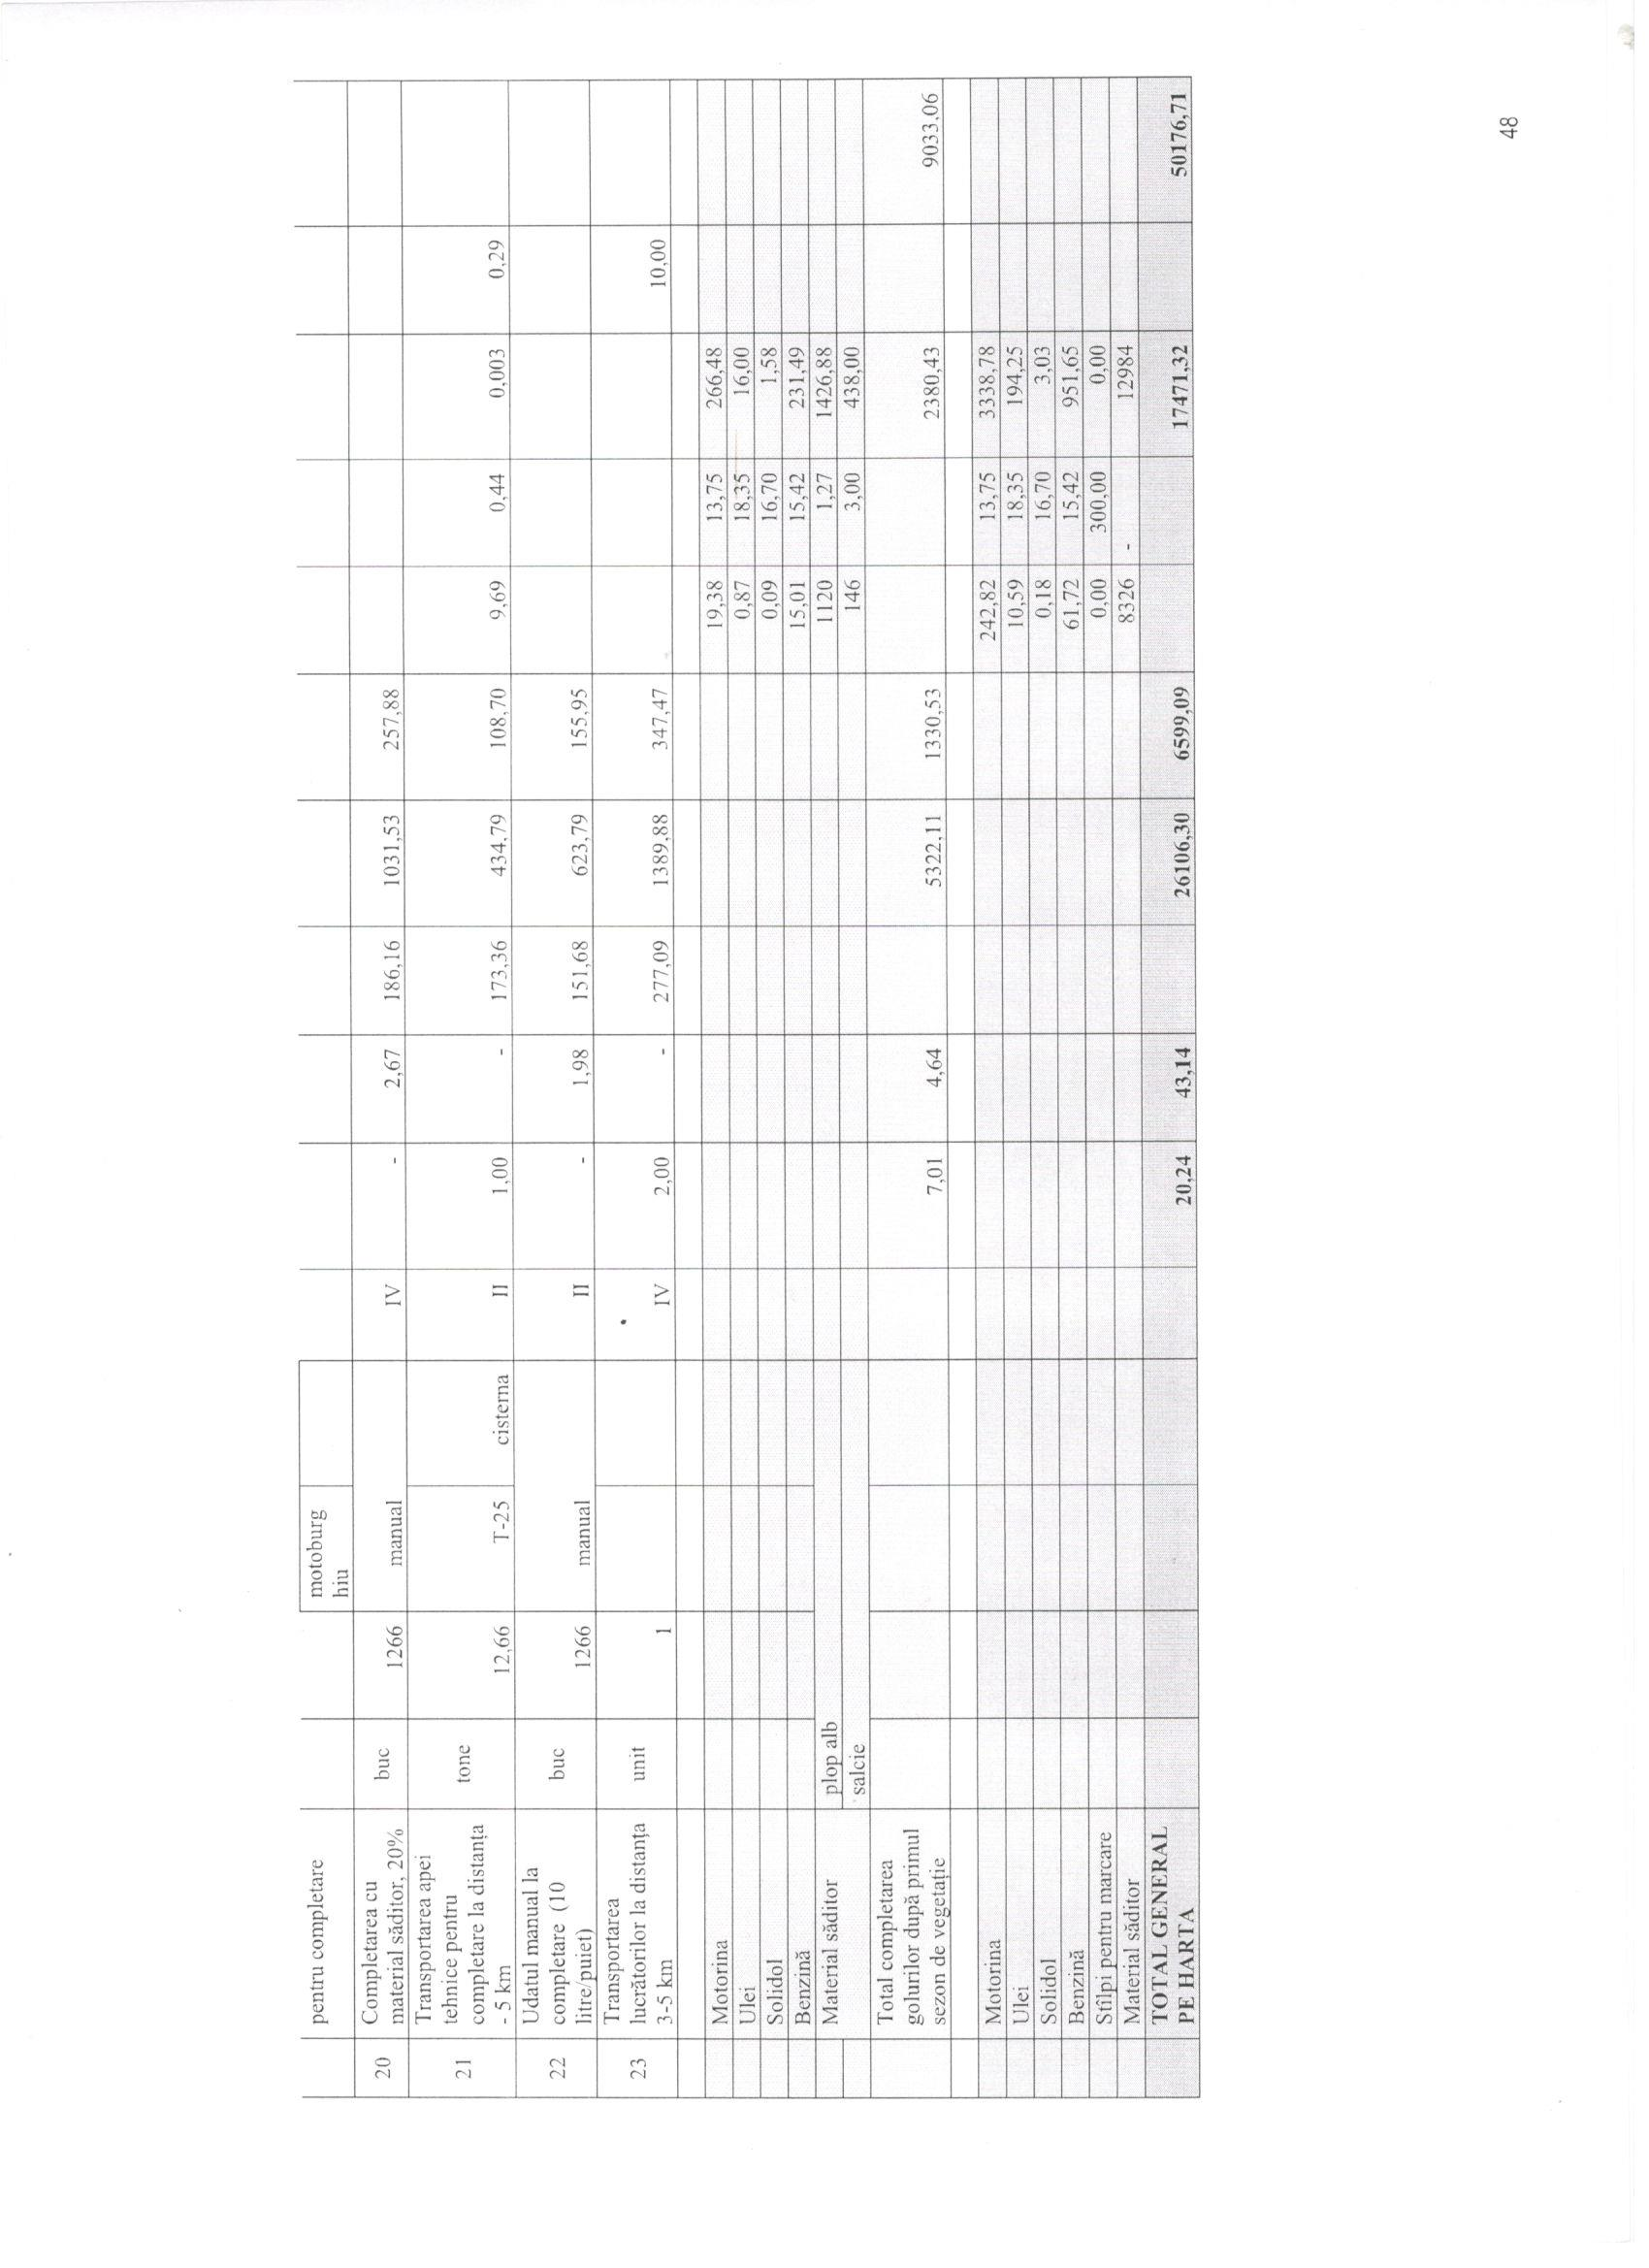 pentru completare motoburg
hiu
20 Completarea cu
material săditor, 20% buc 1266 manual IV - 2,67 186,16 1031,53 257,88
21 Transportarea apei
tehnice pentru
completare la distanța
- 5 km tone 12,66 T-25 cisterna II 1,00 - 173,36 434,79 108,70 9,69 0,44 0,003 0,29
22 Udatul manual la
completare (10
litre/puiet) buc 1266 manual II - 1,98 151,68 623,79 155,95
23 Transportarea
lucrătorilor la distanța
3-5 km unit 1 IV 2,00 - 277,09 1389,88 347,47 10,00
Motorina 19,38 13,75 266,48
Ulei 0,87 18,35 16,00
Solidol 0,09 16,70 1,58
Benzină 15,01 15,42 231,49
Material săditor plop alb 1120 1,27 1426,88
salcie 146 3,00 438,00
Total completarea
golurilor după primul
sezon de vegetație 7,01 4,64 5322,11 1330,53 2380,43 9033,06
Motorina 242,82 13,75 3338,78
Ulei 10,59 18,35 194,25
Solidol 0,18 16,70 3,03
Benzină 61,72 15,42 951,65
Stîlpi pentru marcare 0,00 300,00 0,00
Material săditor 8326 - 12984
TOTAL GENERAL
PE HARTA 20,24 43,14 26106,30 6599,09 17471,32 50176,71
48